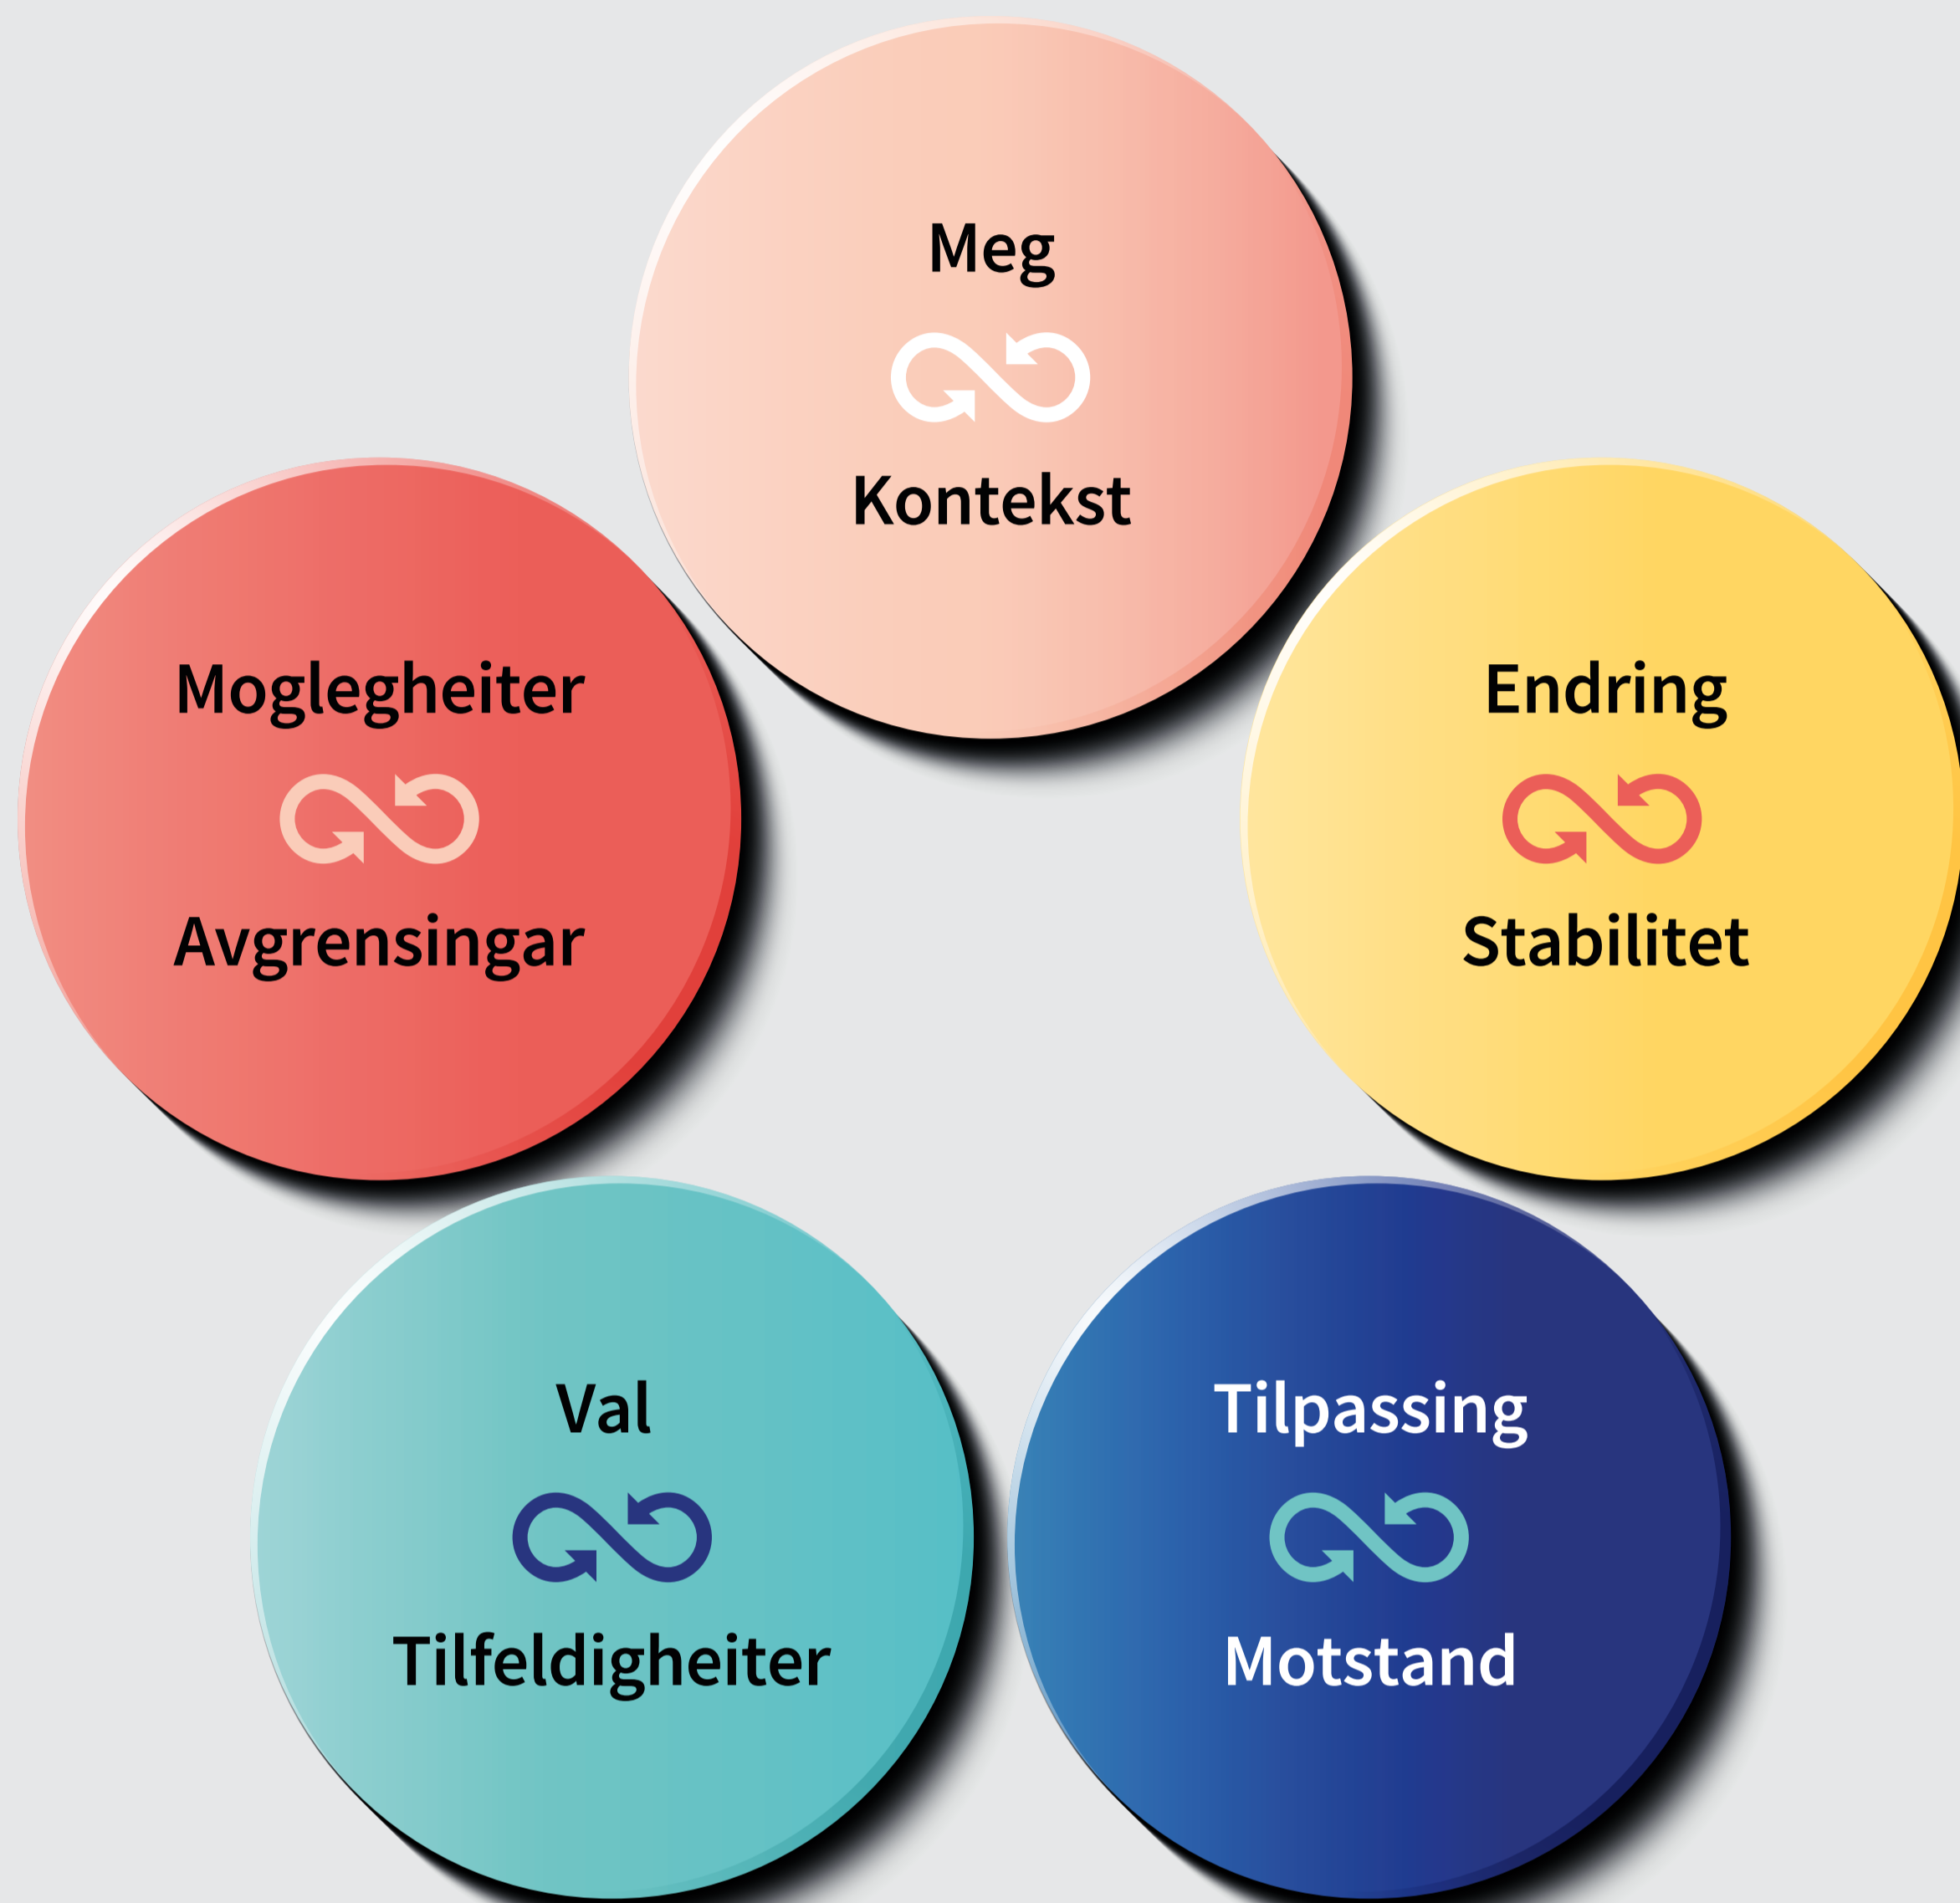 Meg
Kontekst
Moglegheiter
Avgrensingar
Endring
Stabilitet
Val
Tilfeldigheiter
Tilpassing
Motstand